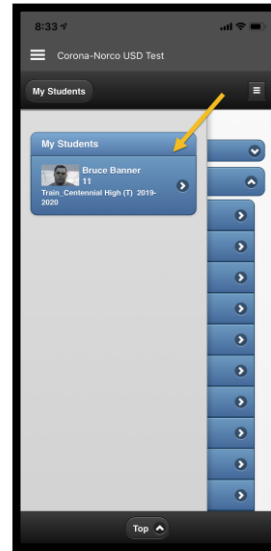 8:33
Corona-Norco USD Test
My Students
My Students
Bruce Banner
11
Train_Centennial High (T) 2019-
2020
Top